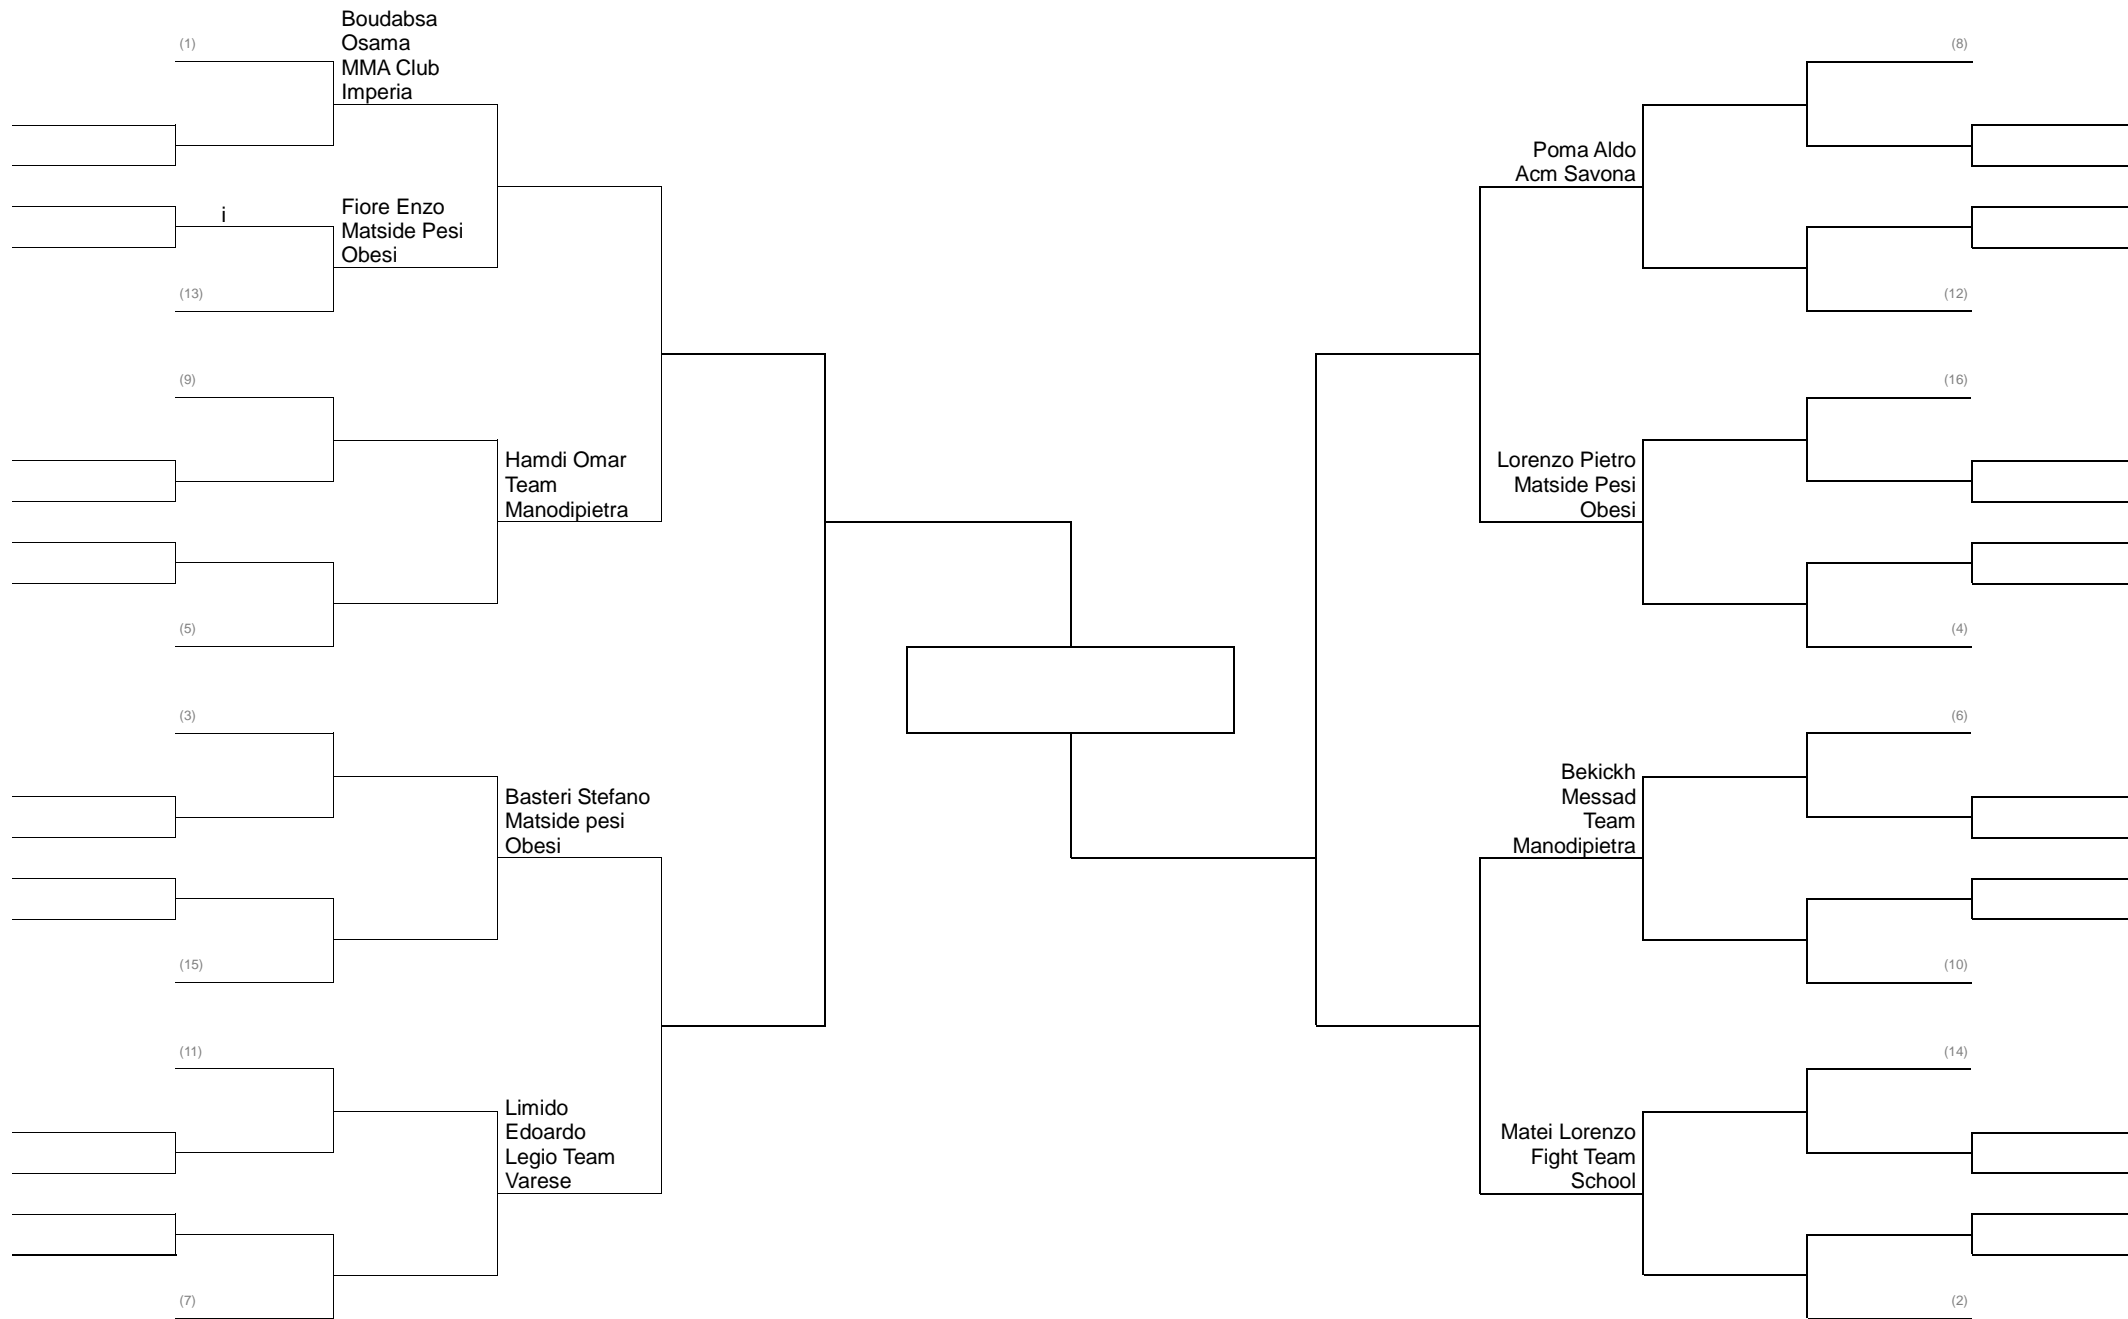 (1)
Boudabsa
Osama
MMA Club
Imperia
i
Fiore Enzo
Matside Pesi
Obesi
(13)
(9)
Hamdi Omar
Team
Manodipietra
(5)
(3)
Basteri Stefano
Matside pesi
Obesi
(15)
(11)
Limido
Edoardo
Legio Team
Varese
(7)
(8)
Poma Aldo
Acm Savona
(12)
(16)
Lorenzo Pietro
Matside Pesi
Obesi
(4)
(6)
Bekickh
Messad
Team
Manodipietra
(10)
(14)
Matei Lorenzo
Fight Team
School
(2)